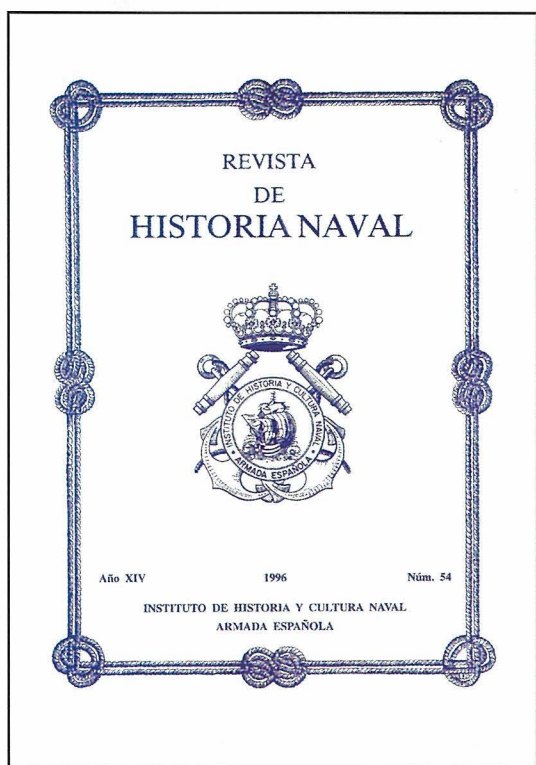 REVISTA
DE
HISTORIA NAVAL
INSTITUTO DE HISTORIA Y CULTURA NAVAL
• ARMADA ESPAÑOLA •
Año XIV 1996 Núm. 54
INSTITUTO DE HISTORIA Y CULTURA NAVAL
ARMADA ESPAÑOLA